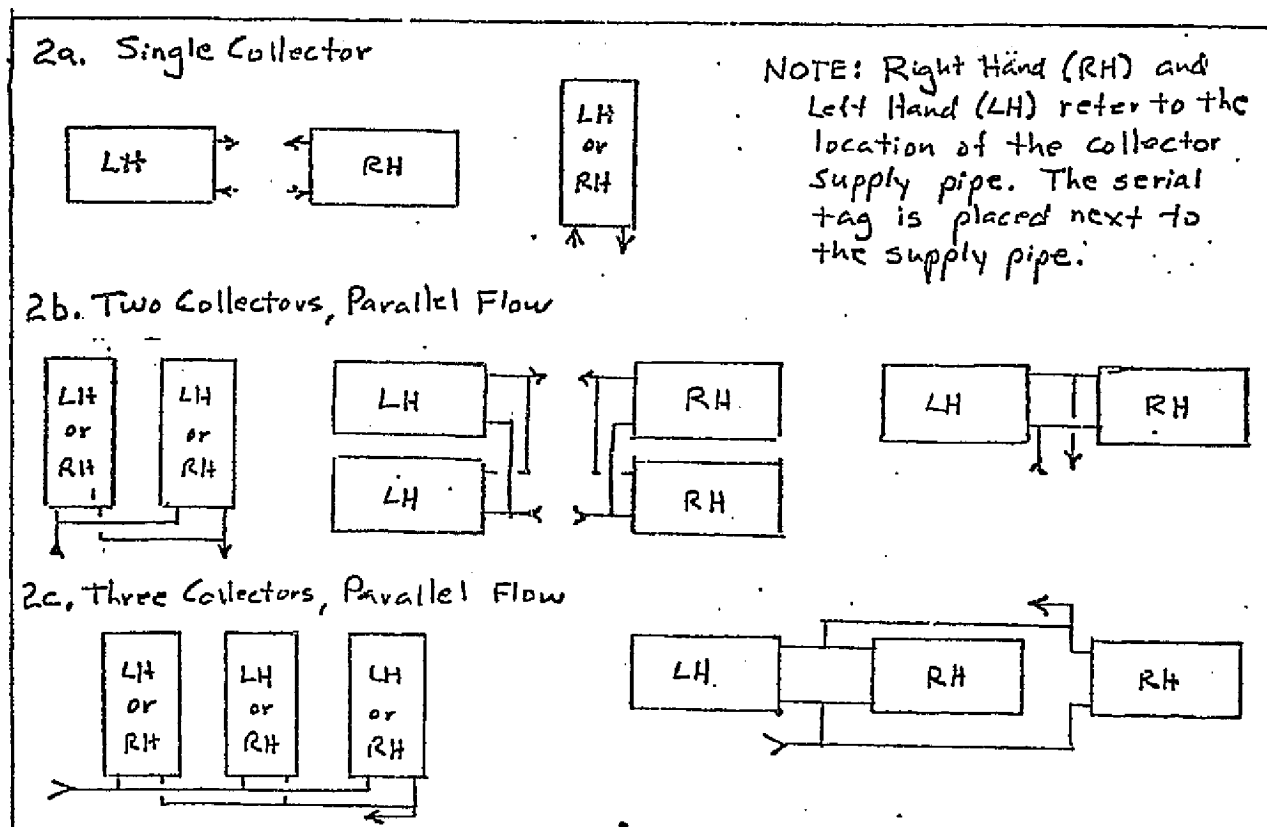 2a. Single Collector
NOTE: Right Hand (RH) and
Left Hand (LH) refer to the
location of the collector
supply pipe. The serial
tag is placed next to
the supply pipe.
LH
RH
LH
or
RH
2b. Two Collectors, Parallel Flow
LH
or
RH
LH
or
RH
LH
LH
RH
RH
LH
RH
2c. Three Collectors, Parallel Flow
LH
or
RH
LH
or
RH
LH
or
RH
LH
RH
RH